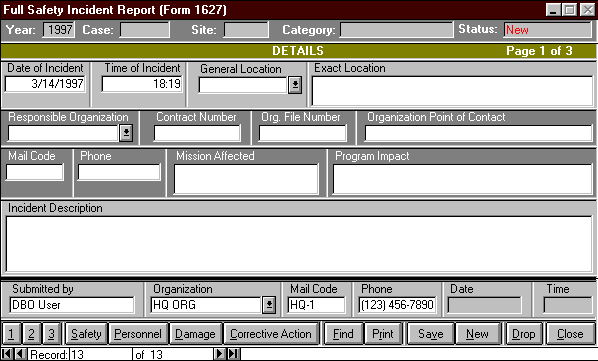 Full Safety Incident Report (Form 1627)
Year: 1997 Case: Site: Category: Status: New
DETAILS Page 1 of 3
Date of Incident Time of Incident General Location Exact Location
3/14/1997 18:19
Responsible Organization Contract Number Org. File Number Organization Point of Contact
Mail Code Phone Mission Affected Program Impact
Incident Description
Submitted by Organization Mail Code Phone Date Time
DBO User HQ ORG HQ-1 (123) 456-7890
1 2 3 Safety Personnel Damage Corrective Action Find Print Save New Drop Close
Record: 13 of 13